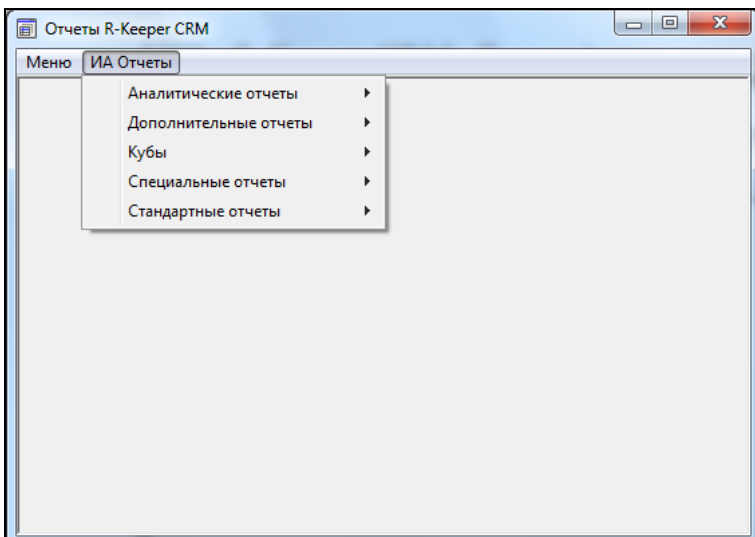 Отчеты R-Keeper CRM
Меню ИА Отчеты
Аналитические отчеты
Дополнительные отчеты
Кубы
Специальные отчеты
Стандартные отчеты